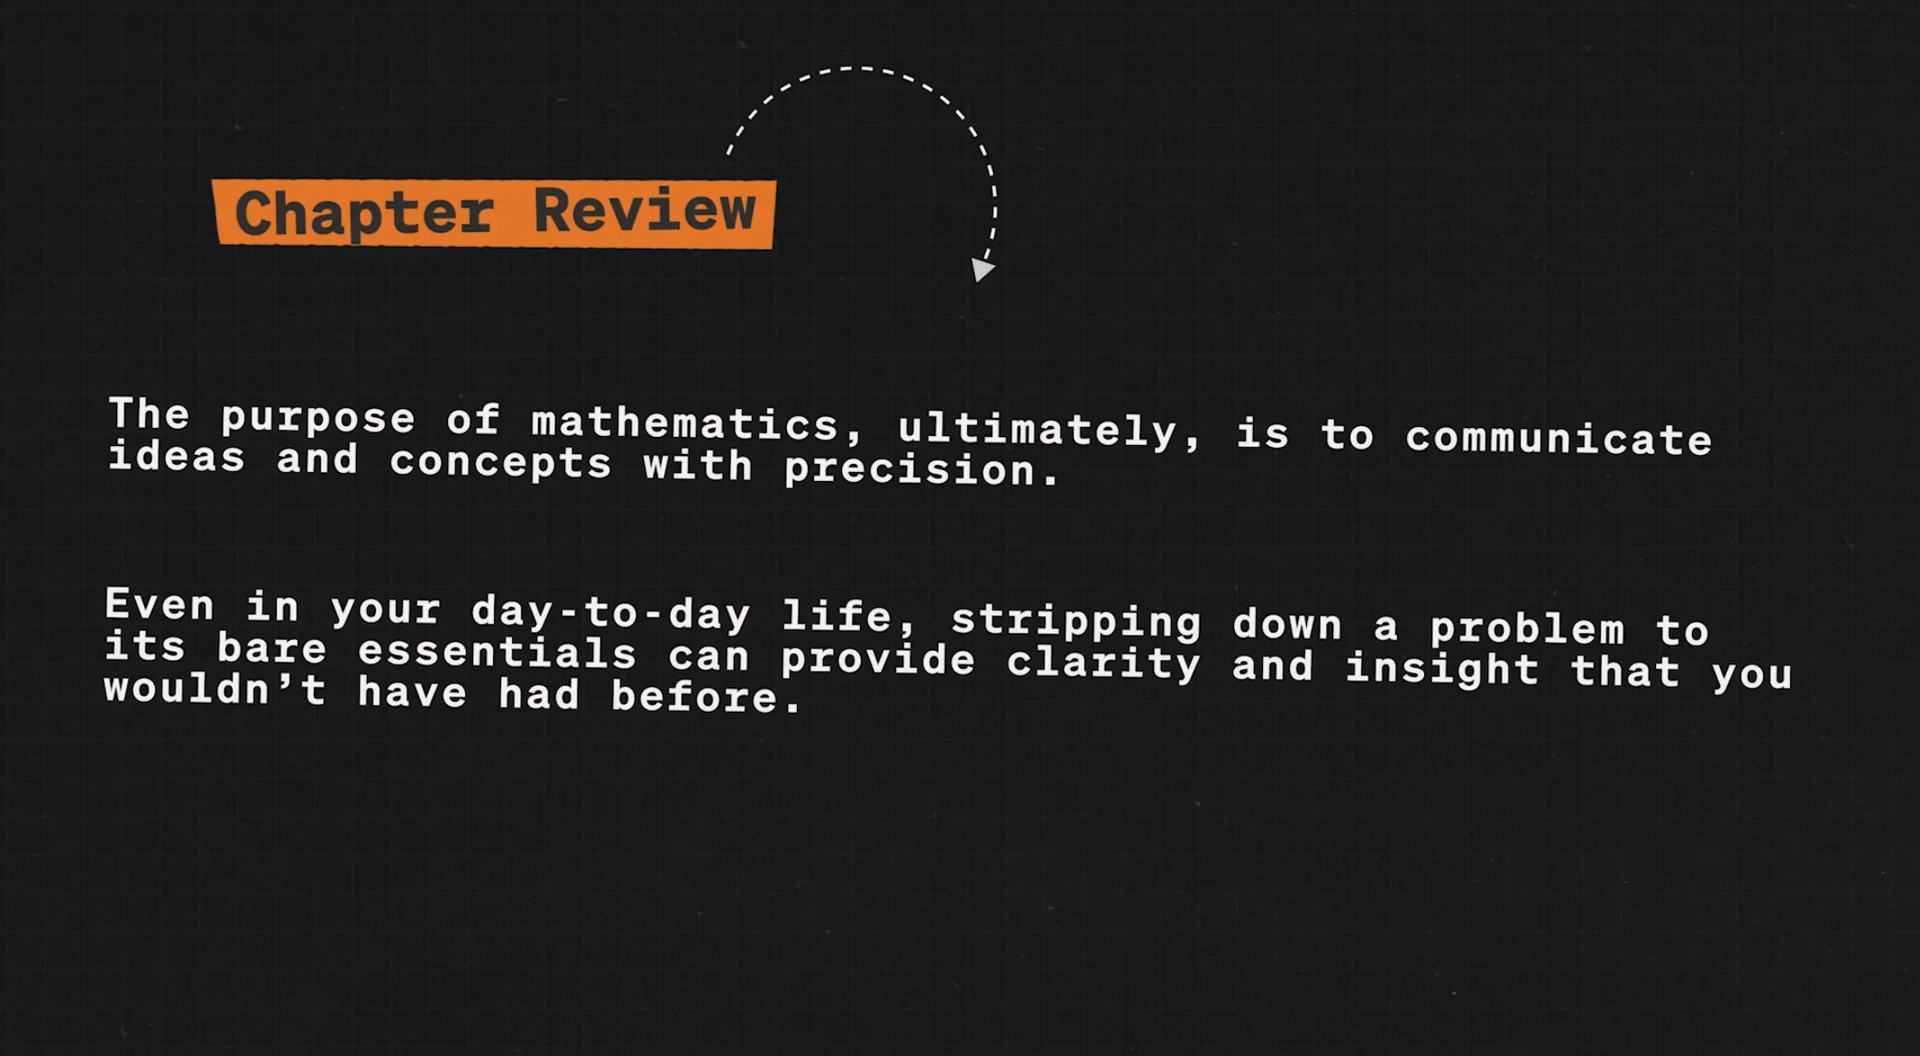 Chapter Review
The purpose of mathematics, ultimately, is to communicate
ideas and concepts with precision.
Even in your day-to-day life, stripping down a problem to
its bare essentials can provide clarity and insight that you
wouldn’t have had before.